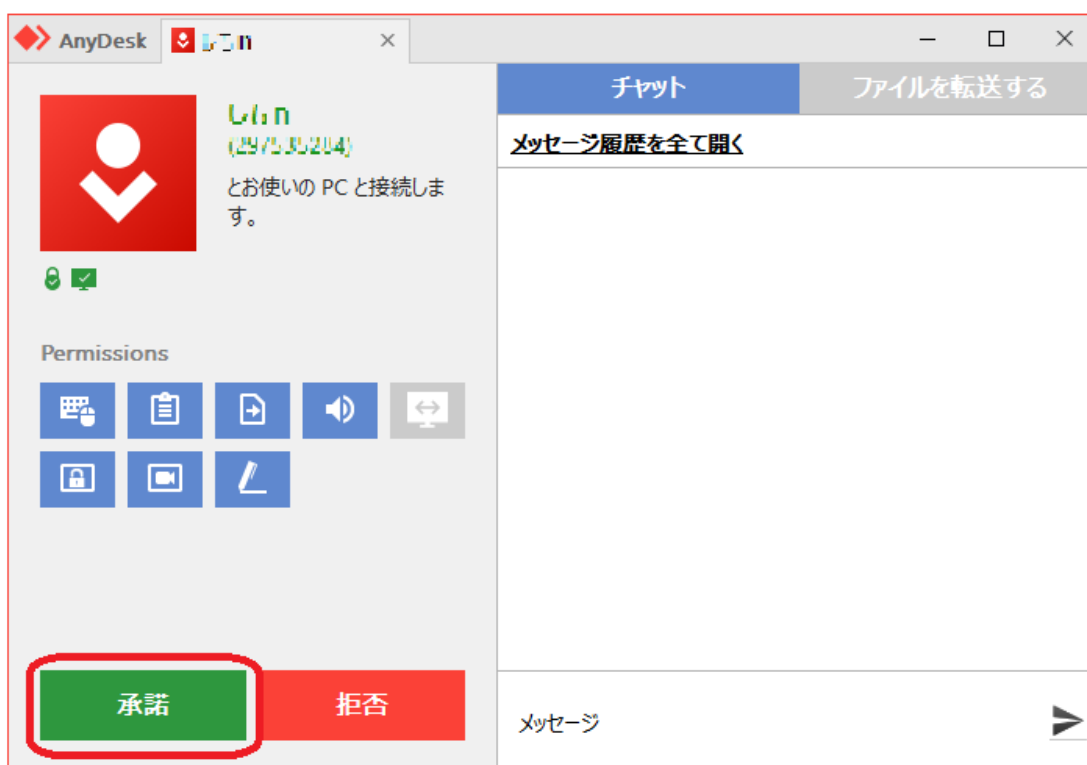 AnyDesk
チャット
ファイルを転送する
メッセージ履歴を全て開く
とお使いの PC と接続しま
す。
Permissions
承諾
拒否
メッセージ